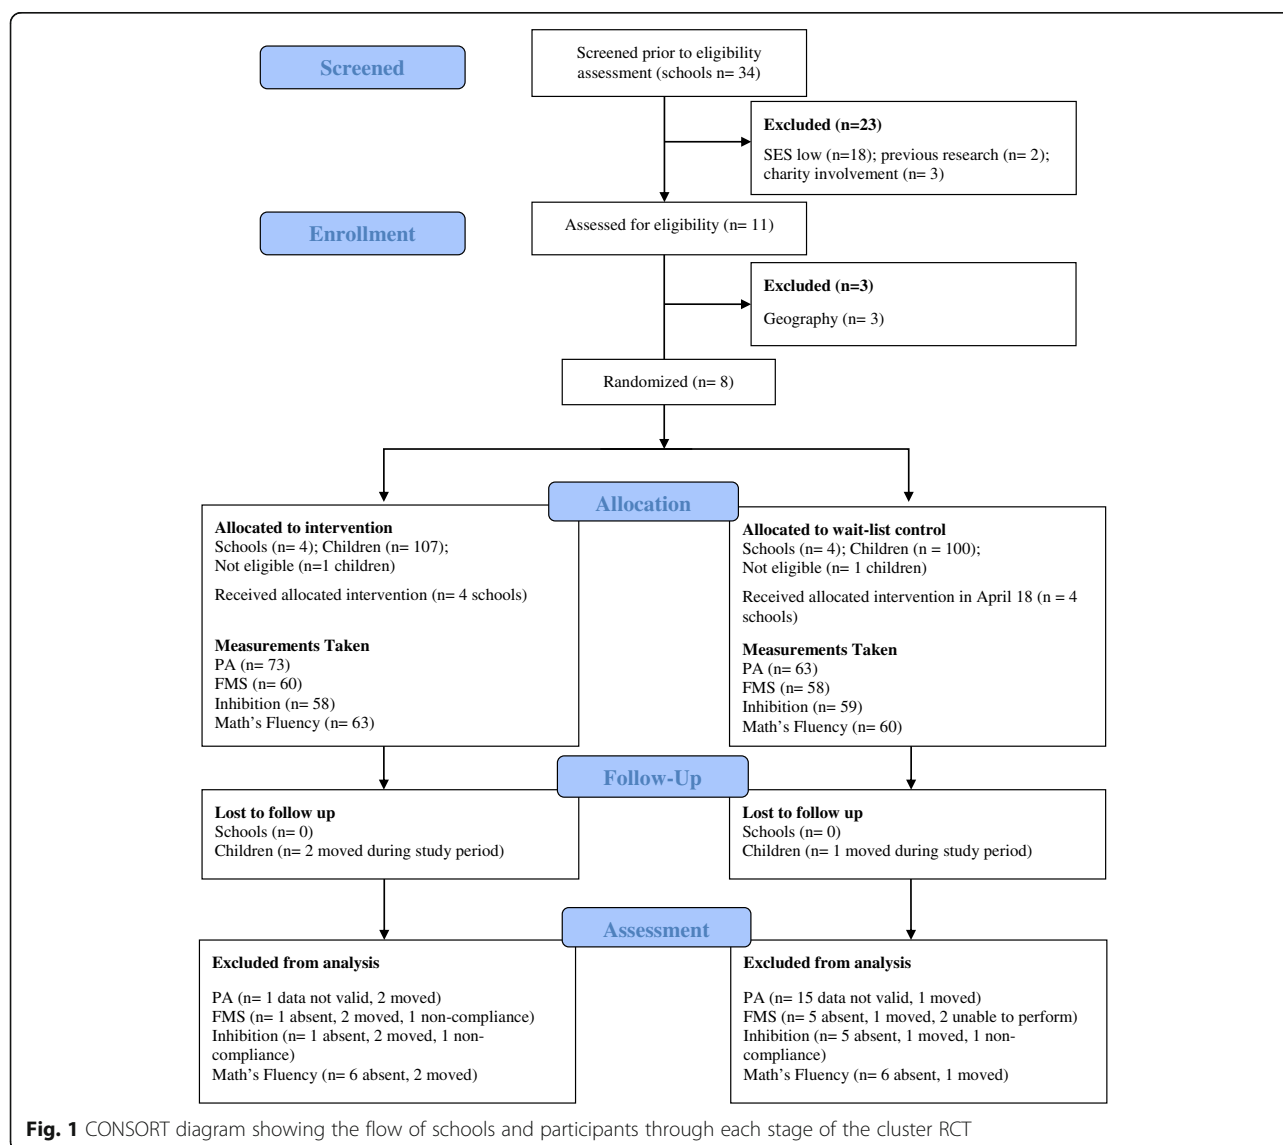 Screened
Screened prior to eligibility
assessment (schools n= 34)
Excluded (n=23)
SES low (n=18); previous research (n= 2);
charity involvement (n= 3)
Enrollment
Assessed for eligibility (n= 11)
Excluded (n=3)
Geography (n= 3)
Randomized (n= 8)
Allocation
Allocated to intervention
Schools (n= 4); Children (n= 107);
Not eligible (n=1 children)
Received allocated intervention (n= 4 schools)
Measurements Taken
PA (n= 73)
FMS (n= 60)
Inhibition (n= 58)
Math’s Fluency (n= 63)
Allocated to wait-list control
Schools (n= 4); Children (n = 100);
Not eligible (n= 1 children)
Received allocated intervention in April 18 (n = 4
schools)
Measurements Taken
PA (n= 63)
FMS (n= 58)
Inhibition (n= 59)
Math’s Fluency (n= 60)
Follow-Up
Lost to follow up
Schools (n= 0)
Children (n= 2 moved during study period)
Lost to follow up
Schools (n= 0)
Children (n= 1 moved during study period)
Assessment
Excluded from analysis
PA (n= 1 data not valid, 2 moved)
FMS (n= 1 absent, 2 moved, 1 non-compliance)
Inhibition (n= 1 absent, 2 moved, 1 non-
compliance)
Math’s Fluency (n= 6 absent, 2 moved)
Excluded from analysis
PA (n= 15 data not valid, 1 moved)
FMS (n= 5 absent, 1 moved, 2 unable to perform)
Inhibition (n= 5 absent, 1 moved, 1 non-
compliance)
Math’s Fluency (n= 6 absent, 1 moved)
Fig. 1 CONSORT diagram showing the flow of schools and participants through each stage of the cluster RCT